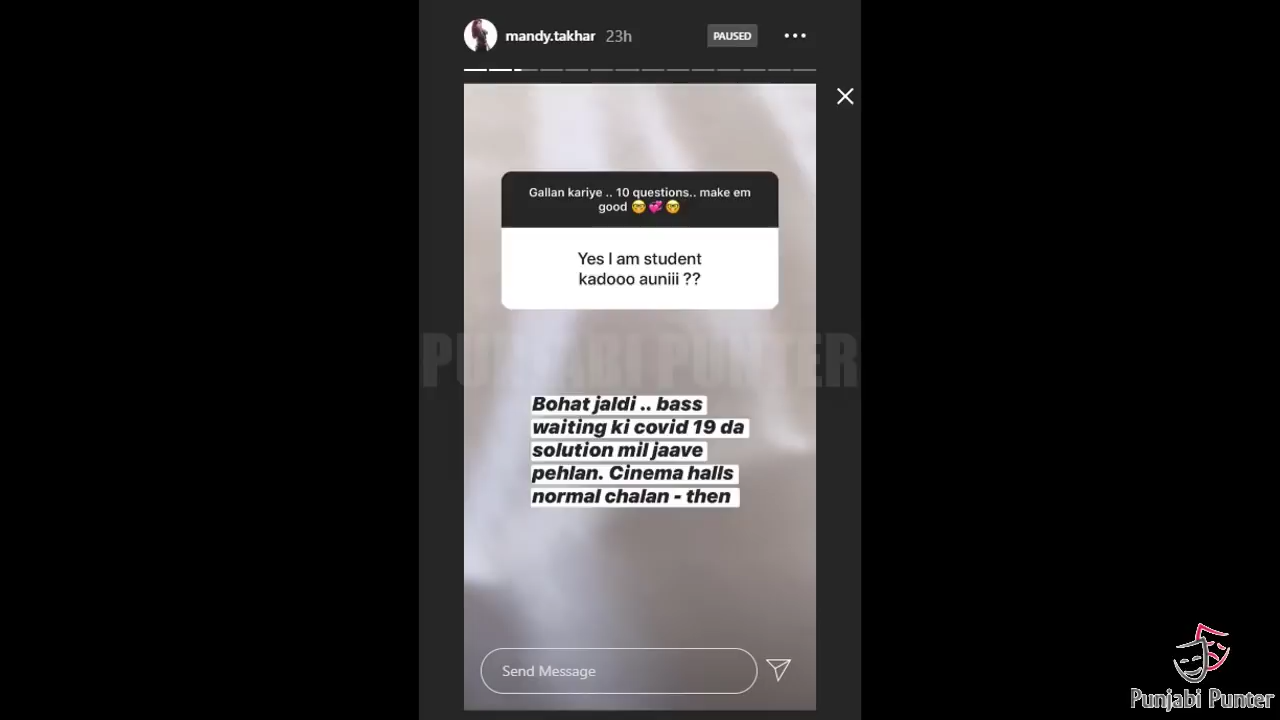 mandy.takhar 23h
PAUSED
Gallan kariye .. 10 questions.. make em
good 🤓 💞 🤓
Yes I am student
kadooo auniii ??
PUNJABI PUNTER
Bohat jaldi .. bass
waiting ki covid 19 da
solution mil jaave
pehlan. Cinema halls
normal chalan - then
Send Message
Punjabi Punter